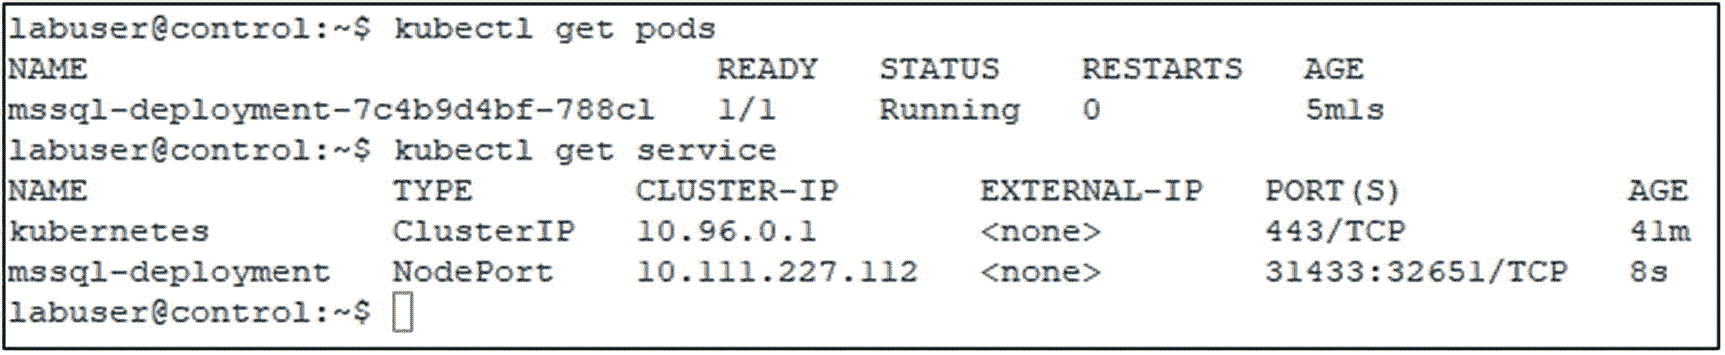 labuser@control:~$ kubectl get pods
NAME READY STATUS RESTARTS AGE
mssql-deployment-7c4b9d4bf-788cl 1/1 Running 0 5m1s
labuser@control:~$ kubectl get service
NAME TYPE CLUSTER-IP EXTERNAL-IP PORT(S) AGE
kubernetes ClusterIP 10.96.0.1 <none> 443/TCP 41m
mssql-deployment NodePort 10.111.227.112 <none> 31433:32651/TCP 8s
labuser@control:~$